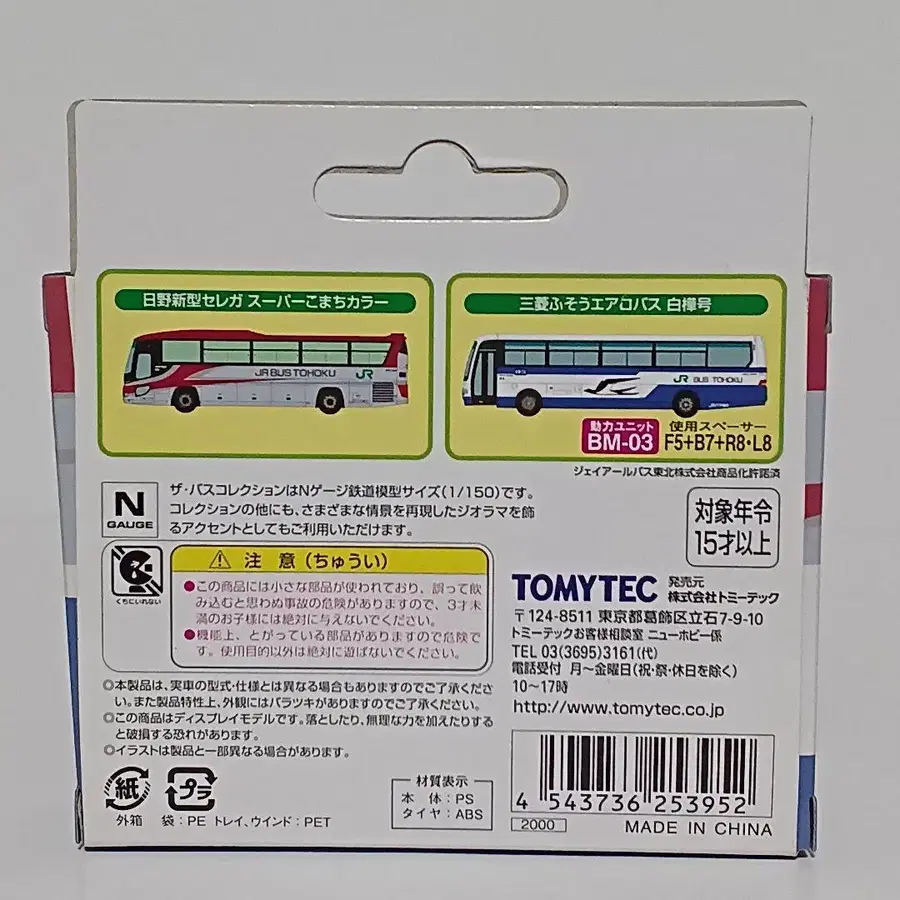 日野新型セレガ スーパーこまちカラー
JR BUS TOHOKU JR
三菱ふそうエアロバス 白樺号
JR BUS TOHOKU
動力ユニット
BM-03
使用スペーサー
F5+B7+R8・L8
ジェイアールバス東北株式会社商品化許諾済
N
GAUGE
ザ・バスコレクションはNゲージ鉄道模型サイズ(1/150)です。
コレクションの他にも、さまざまな情景を再現したジオラマを飾
るアクセントとしてもご利用いただけます。
対象年令
15才以上
くちにいれない
注 意 (ちゅうい)
●この商品には小さな部品が使われており、誤って飲
み込むと思わぬ事故の危険がありますので、3才未
満のお子様には絶対に与えないでください。
●機能上、とがっている部品がありますので危険で
す。使用目的以外は絶対に遊ばないでください。
TOMYTEC 発売元
株式会社トミーテック
〒124-8511 東京都葛飾区立石7-9-10
トミーテックお客様相談室 ニューホビー係
TEL 03(3695)3161(代)
電話受付 月〜金曜日(祝・祭・休日を除く)
10〜17時
http://www.tomytec.co.jp
◎本製品は、実車の型式・仕様とは異なる場合もありますのでご了承くださ
い。また製品特性上、外観にはバラツキがありますのでご了承ください。
◎この商品はディスプレイモデルです。落としたり、無理な力を加えたりする
と破損する恐れがあります。
◎イラストは製品と一部異なる場合があります。
紙
外箱
プラ
袋:PE トレイ、ウインド:PET
材質表示
本 体:PS
タイヤ:ABS
4 543736 253952
2000
MADE IN CHINA